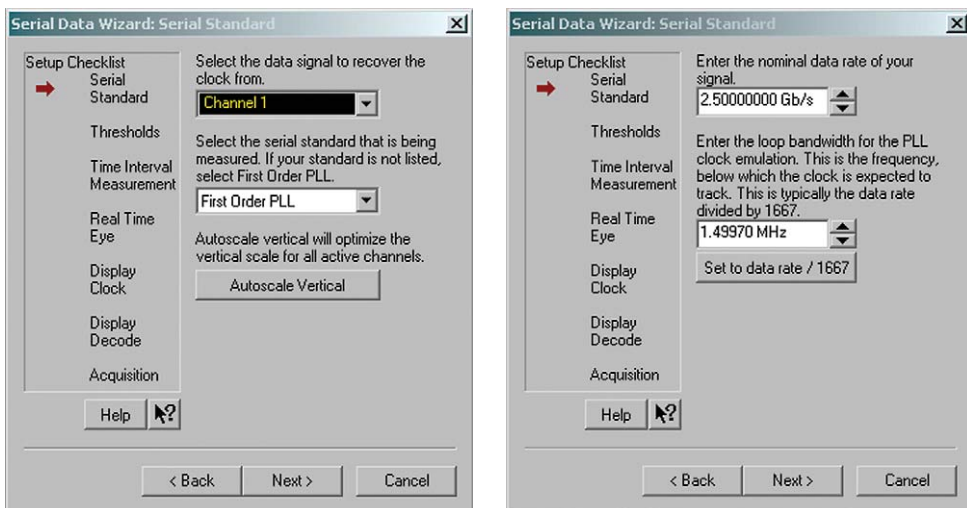 Serial Data Wizard: Serial Standard
Setup Checklist
Serial
Standard
Thresholds
Time Interval
Measurement
Real Time
Eye
Display
Clock
Display
Decode
Acquisition
Select the data signal to recover the
clock from.
Channel 1
Select the serial standard that is being
measured. If your standard is not listed,
select First Order PLL.
First Order PLL
Autoscale vertical will optimize the
vertical scale for all active channels.
Autoscale Vertical
Help
?
< Back
Next >
Cancel
Serial Data Wizard: Serial Standard
Setup Checklist
Serial
Standard
Thresholds
Time Interval
Measurement
Real Time
Eye
Display
Clock
Display
Decode
Acquisition
Enter the nominal data rate of your
signal.
2.50000000 Gb/s
Enter the loop bandwidth for the PLL
clock emulation. This is the frequency,
below which the clock is expected to
track. This is typically the data rate
divided by 1667.
1.49970 MHz
Set to data rate / 1667
Help
?
< Back
Next >
Cancel